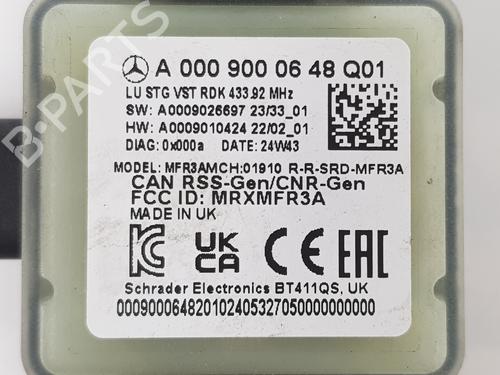 B-PARTS
A 000 900 06 48 Q01
LU STG VST RDK 433.92 MHz
SW: A0009026697 23/33_01
HW: A0009010424 22/02_01
DIAG: 0x000a DATE: 24W43
MODEL: MFR3AMCH:01910 R-R-SRD-MFR3A
CAN RSS-Gen/CNR-Gen
FCC ID: MRXMFR3A
MADE IN UK
UK
CA
CE
EAC
Schrader Electronics BT411QS, UK
00090006482010240532705000000000000